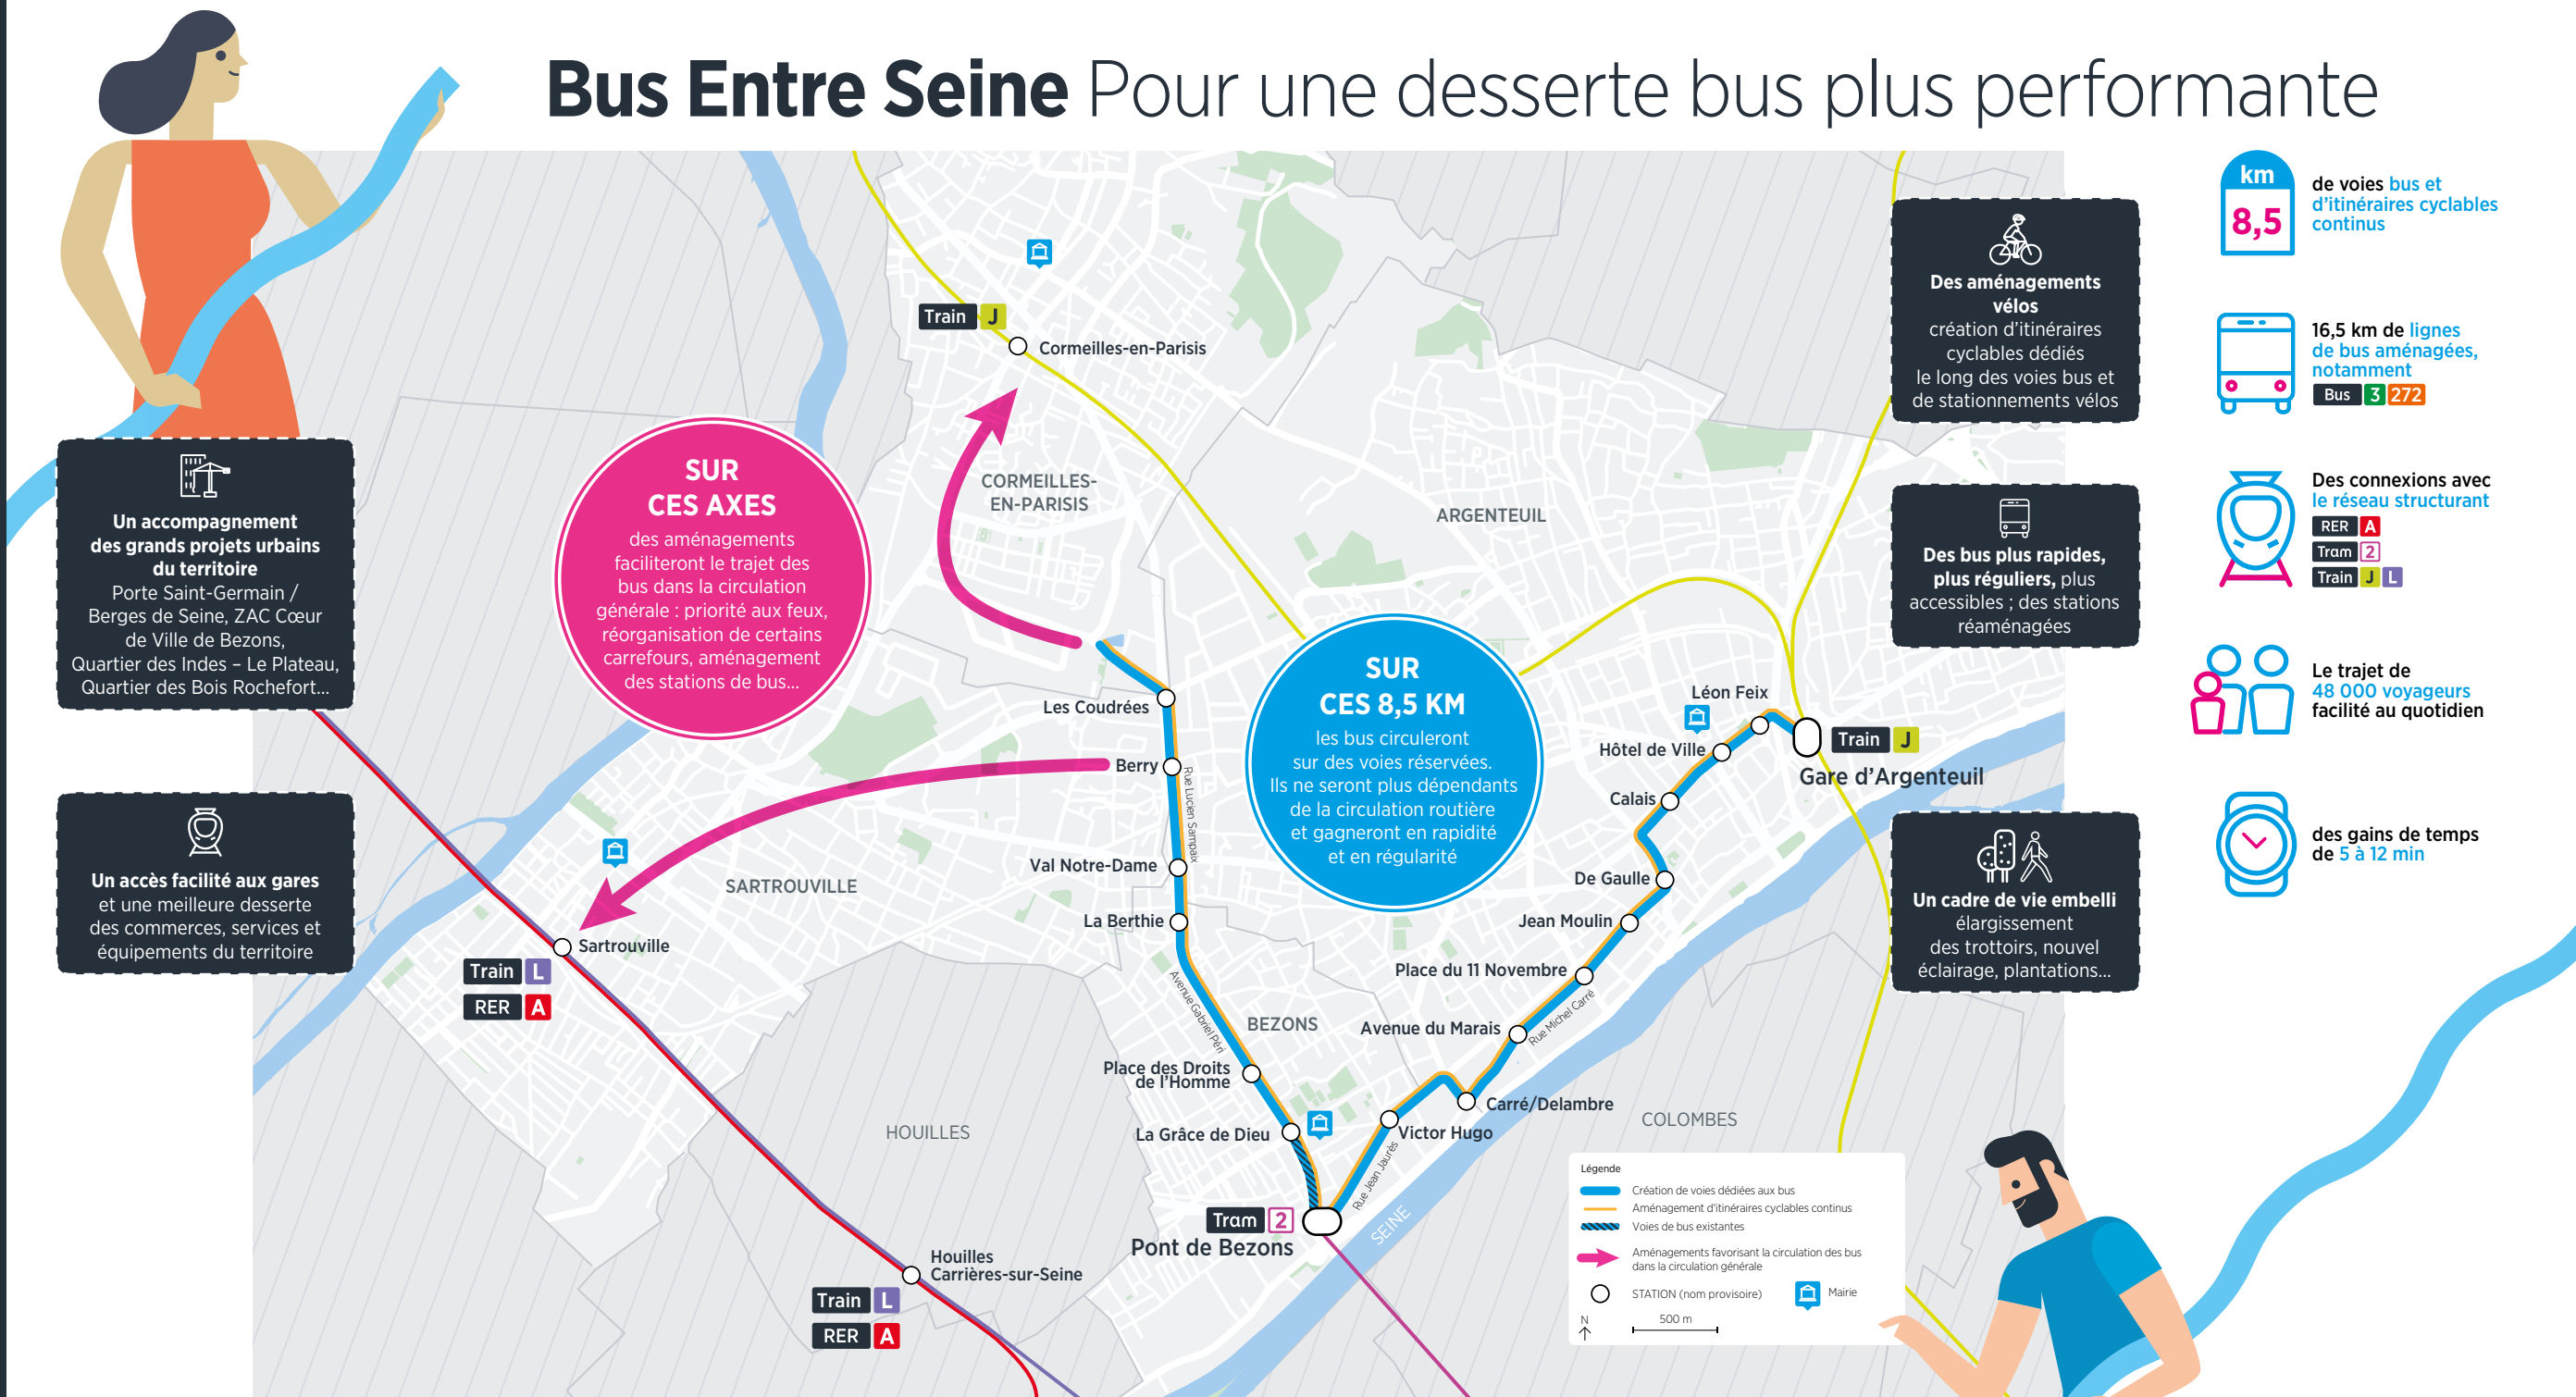 Bus Entre Seine Pour une desserte bus plus performante
Un accompagnement
des grands projets urbains
du territoire
Porte Saint-Germain /
Berges de Seine, ZAC Cœur
de Ville de Bezons,
Quartier des Indes – Le Plateau,
Quartier des Bois Rochefort...
Un accès facilité aux gares
et une meilleure desserte
des commerces, services et
équipements du territoire
SUR
CES AXES
des aménagements
faciliteront le trajet des
bus dans la circulation
générale : priorité aux feux,
réorganisation de certains
carrefours, aménagement
des stations de bus...
Train J
Cormeilles-en-Parisis
CORMEILLES-
EN-PARISIS
ARGENTEUIL
SARTROUVILLE
Sartrouville
Train L
RER A
HOUILLES
Houilles
Carrières-sur-Seine
Train L
RER A
Les Coudrées
Berry
Rue Lucien Sampaix
Val Notre-Dame
La Berthie
Avenue Gabriel Péri
BEZONS
Place des Droits
de l'Homme
La Grâce de Dieu
Tram 2
Pont de Bezons
Rue Jean Jaurès
SEINE
Victor Hugo
Carré/Delambre
Avenue du Marais
Rue Michel Carré
Place du 11 Novembre
Jean Moulin
De Gaulle
Calais
Hôtel de Ville
Léon Feix
Train J
Gare d'Argenteuil
COLOMBES
SUR
CES 8,5 KM
les bus circuleront
sur des voies réservées.
Ils ne seront plus dépendants
de la circulation routière
et gagneront en rapidité
et en régularité
Des aménagements
vélos
création d'itinéraires
cyclables dédiés
le long des voies bus et
de stationnements vélos
Des bus plus rapides,
plus réguliers, plus
accessibles ; des stations
réaménagées
Un cadre de vie embelli
élargissement
des trottoirs, nouvel
éclairage, plantations...
km
8,5
de voies bus et
d'itinéraires cyclables
continus
16,5 km de lignes
de bus aménagées,
notamment
Bus 3 272
Des connexions avec
le réseau structurant
RER A
Tram 2
Train J L
Le trajet de
48 000 voyageurs
facilité au quotidien
des gains de temps
de 5 à 12 min
Légende
Création de voies dédiées aux bus
Aménagement d'itinéraires cyclables continus
Voies de bus existantes
Aménagements favorisant la circulation des bus
dans la circulation générale
STATION (nom provisoire)
Mairie
N
500 m